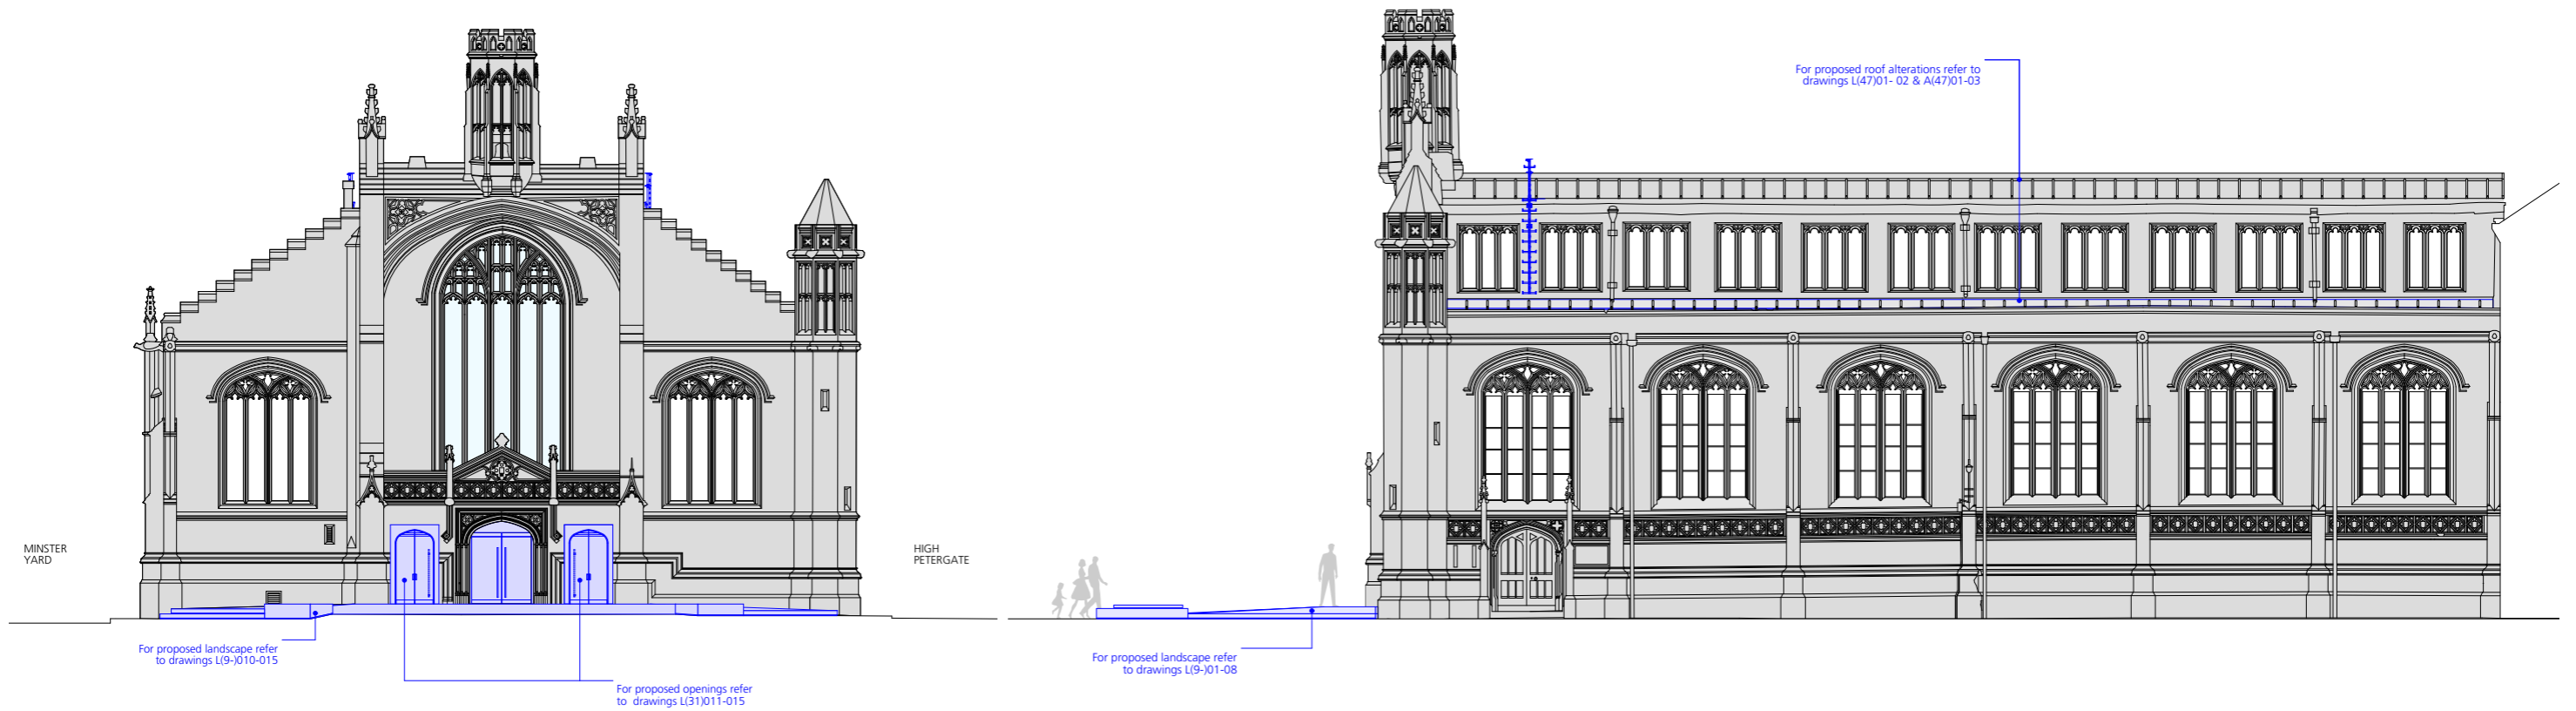 For proposed roof alterations refer to
drawings L(47)01- 02 & A(47)01-03
MINSTER
YARD
HIGH
PETERGATE
For proposed landscape refer
to drawings L(9-)010-015
For proposed openings refer
to drawings L(31)011-015
For proposed landscape refer
to drawings L(9-)01-08